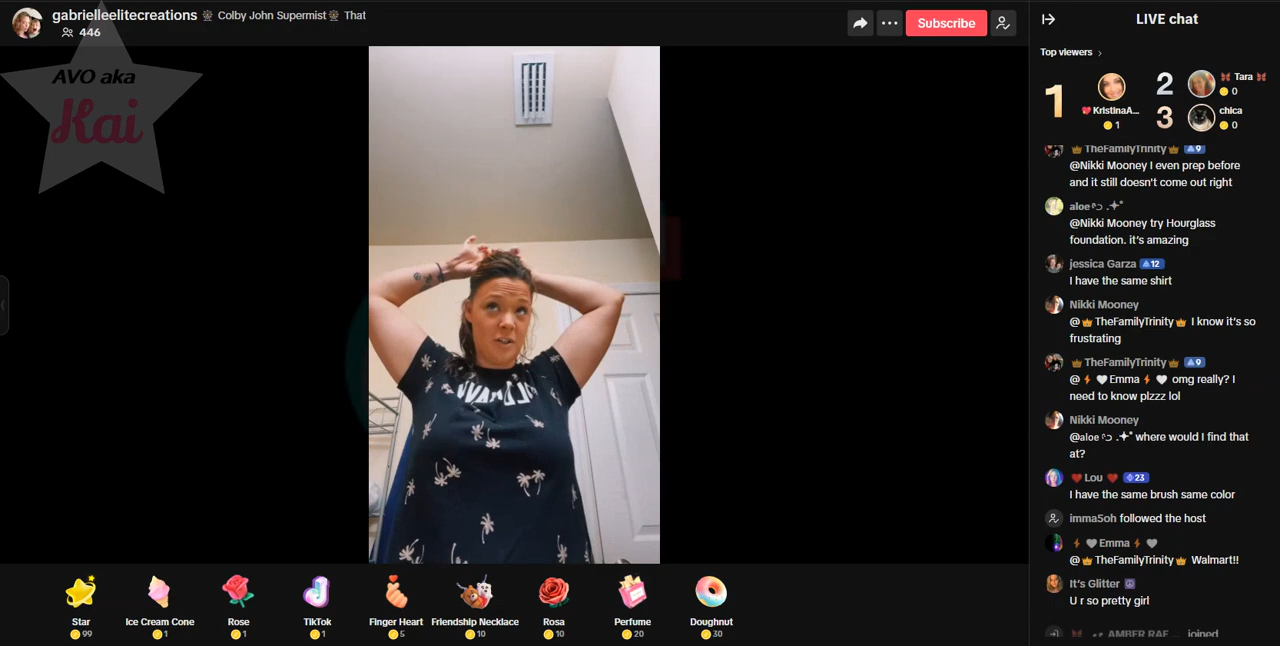 gabrielleelitecreations Colby John Supermist That
446
Subscribe
LIVE chat
AVO aka
Kai
Top viewers >
1
KristinaA...
1
2
Tara
0
3
chica
0
TheFamilyTrinity 9
@Nikki Mooney I even prep before
and it still doesn't come out right
aloe
@Nikki Mooney try Hourglass
foundation. it's amazing
jessica Garza 12
I have the same shirt
Nikki Mooney
@TheFamilyTrinity I know it's so
frustrating
TheFamilyTrinity 9
@⚡🤍Emma⚡🤍 omg really? I
need to know plzzz lol
Nikki Mooney
@aloe where would I find that
at?
Lou 23
I have the same brush same color
imma5oh followed the host
⚡🤍Emma⚡🤍
@TheFamilyTrinity Walmart!!!
It's Glitter
U r so pretty girl
AMBER RAE ... joined
Star
99
Ice Cream Cone
1
Rose
1
TikTok
1
Finger Heart
5
Friendship Necklace
10
Rosa
10
Perfume
20
Doughnut
30